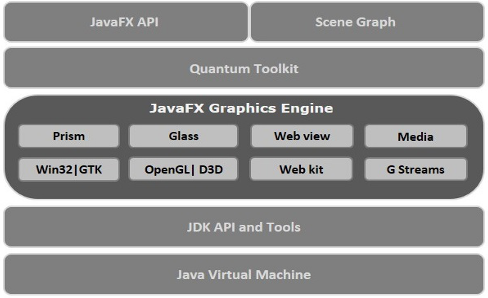 JavaFX API Scene Graph
Quantum Toolkit
JavaFX Graphics Engine
Prism Glass Web view Media
Win32|GTK OpenGL| D3D Web kit G Streams
JDK API and Tools
Java Virtual Machine